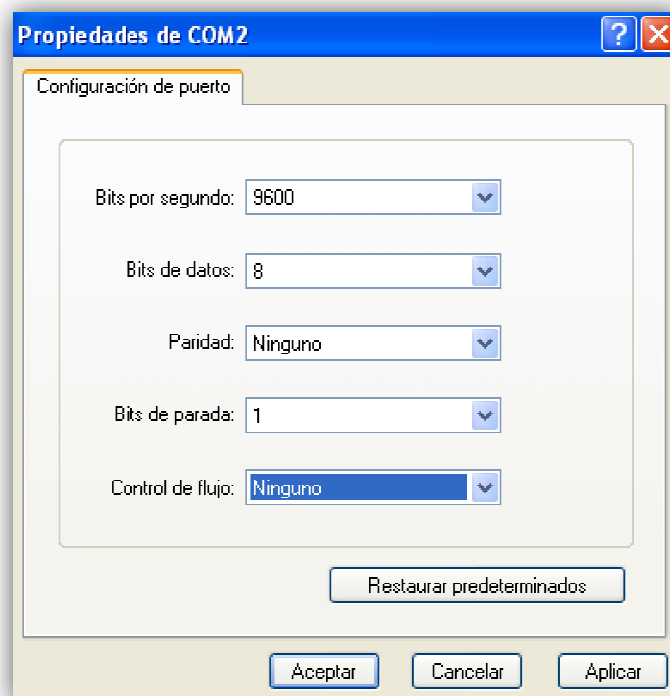 Propiedades de COM2
Configuración de puerto
Bits por segundo: 9600
Bits de datos: 8
Paridad: Ninguno
Bits de parada: 1
Control de flujo: Ninguno
Restaurar predeterminados
Aceptar Cancelar Aplicar